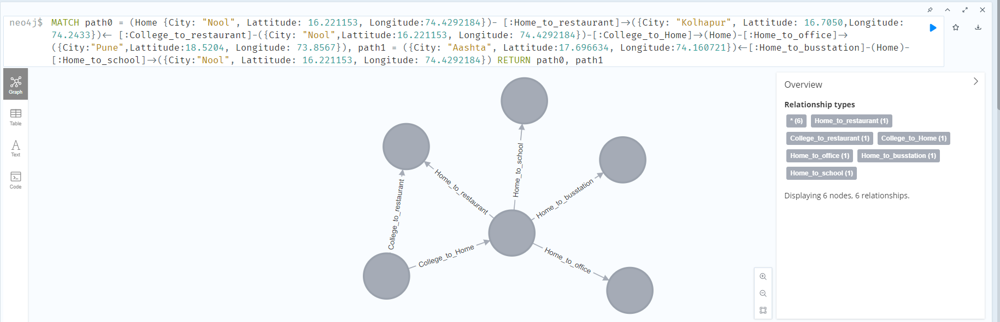 neo4j$ MATCH path0 = (Home {City: "Nool", Lattitude: 16.221153, Longitude:74.4292184})- [:Home_to_restaurant]→({City: "Kolhapur", Lattitude: 16.7050,Longitude:
74.2433})← [:College_to_restaurant]-({City: "Nool",Lattitude:16.221153, Longitude: 74.4292184})-[:College_to_Home]→(Home)-[:Home_to_office]→
({City:"Pune",Lattitude:18.5204, Longitude: 73.8567}), path1 = ({City: "Aashta", Lattitude:17.696634, Longitude:74.160721})←[:Home_to_busstation]-(Home)-
[:Home_to_school]→({City:"Nool", Lattitude: 16.221153, Longitude: 74.4292184}) RETURN path0, path1
Graph
Table
Text
Code
Home_to_school
Home_to_restaurant
Home_to_busstation
College_to_restaurant
College_to_Home
Home_to_office
Overview
Relationship types
* (6) Home_to_restaurant (1)
College_to_restaurant (1) College_to_Home (1)
Home_to_office (1) Home_to_busstation (1)
Home_to_school (1)
Displaying 6 nodes, 6 relationships.